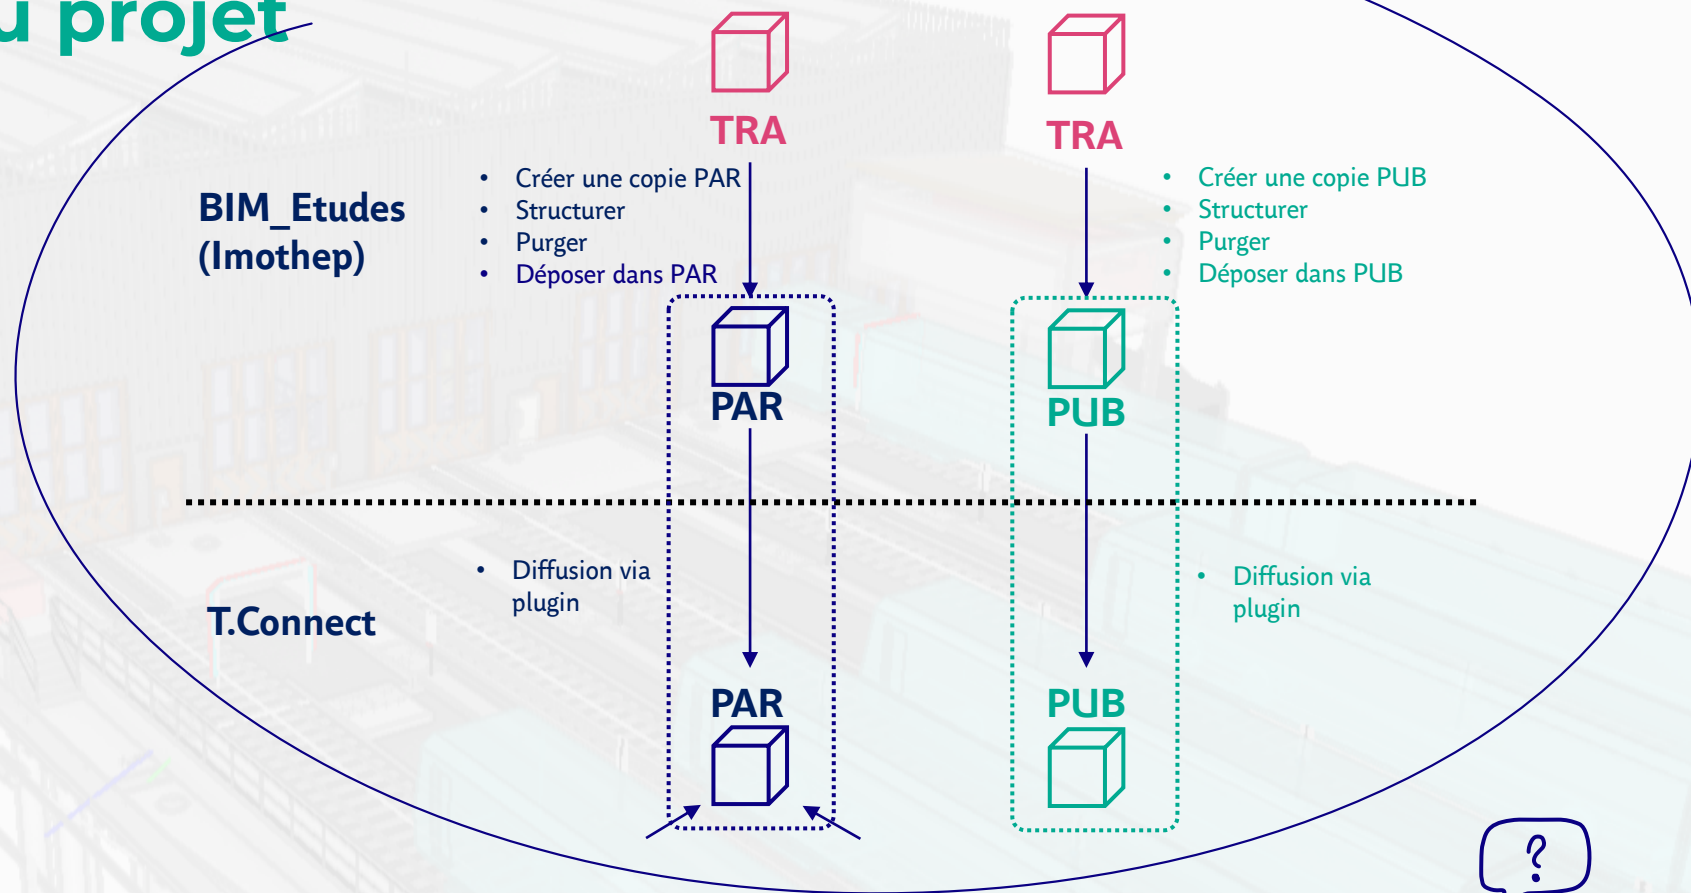 u projet
TRA
TRA
BIM_Etudes
(Imothep)
• Créer une copie PAR
• Structurer
• Purger
• Déposer dans PAR
• Créer une copie PUB
• Structurer
• Purger
• Déposer dans PUB
PAR
PUB
T.Connect
• Diffusion via
plugin
• Diffusion via
plugin
PAR
PUB
?